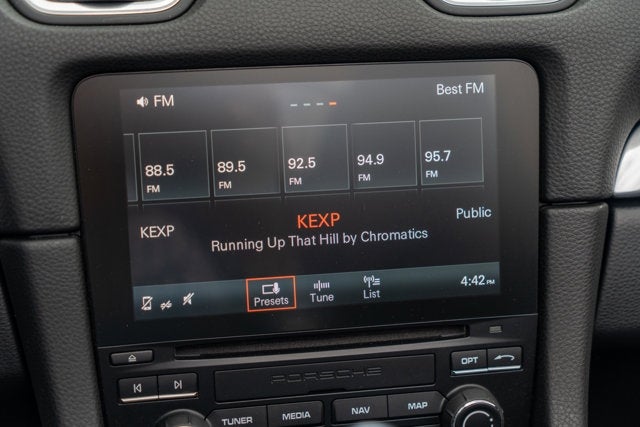 FM
Best FM
88.5
FM
89.5
FM
92.5
FM
94.9
FM
95.7
FM
KEXP
KEXP
Public
Running Up That Hill by Chromatics
Presets
Tune
List
4:42 PM
PORSCHE
OPT
TUNER
MEDIA
NAV
MAP